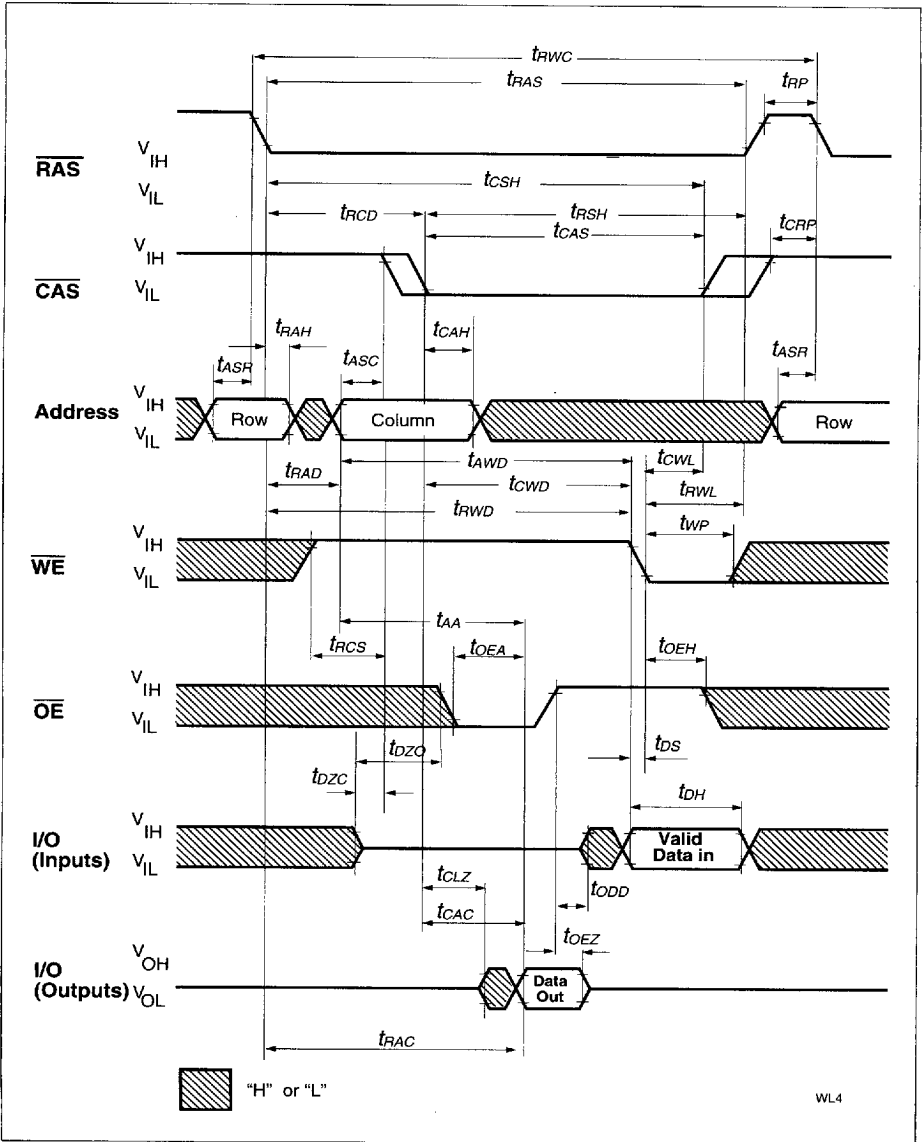 tRWC
tRAS
tRP
RAS
VIH
VIL
tCSH
tRCD
tRSH
tCAS
tCRP
CAS
VIH
VIL
tRAH
tASR
tASC
tCAH
tASR
Address
VIH
VIL
Row
Column
Row
tAWD
tCWL
tRAD
tCWD
tRWL
tRWD
tWP
WE
VIH
VIL
tAA
tRCS
tOEA
tOEH
OE
VIH
VIL
tDZO
tDS
tDZC
tDH
I/O
(Inputs)
VIH
VIL
Valid
Data in
tCLZ
tODD
tCAC
tOEZ
I/O
(Outputs)
VOH
VOL
Data
Out
tRAC
"H" or "L"
WL4